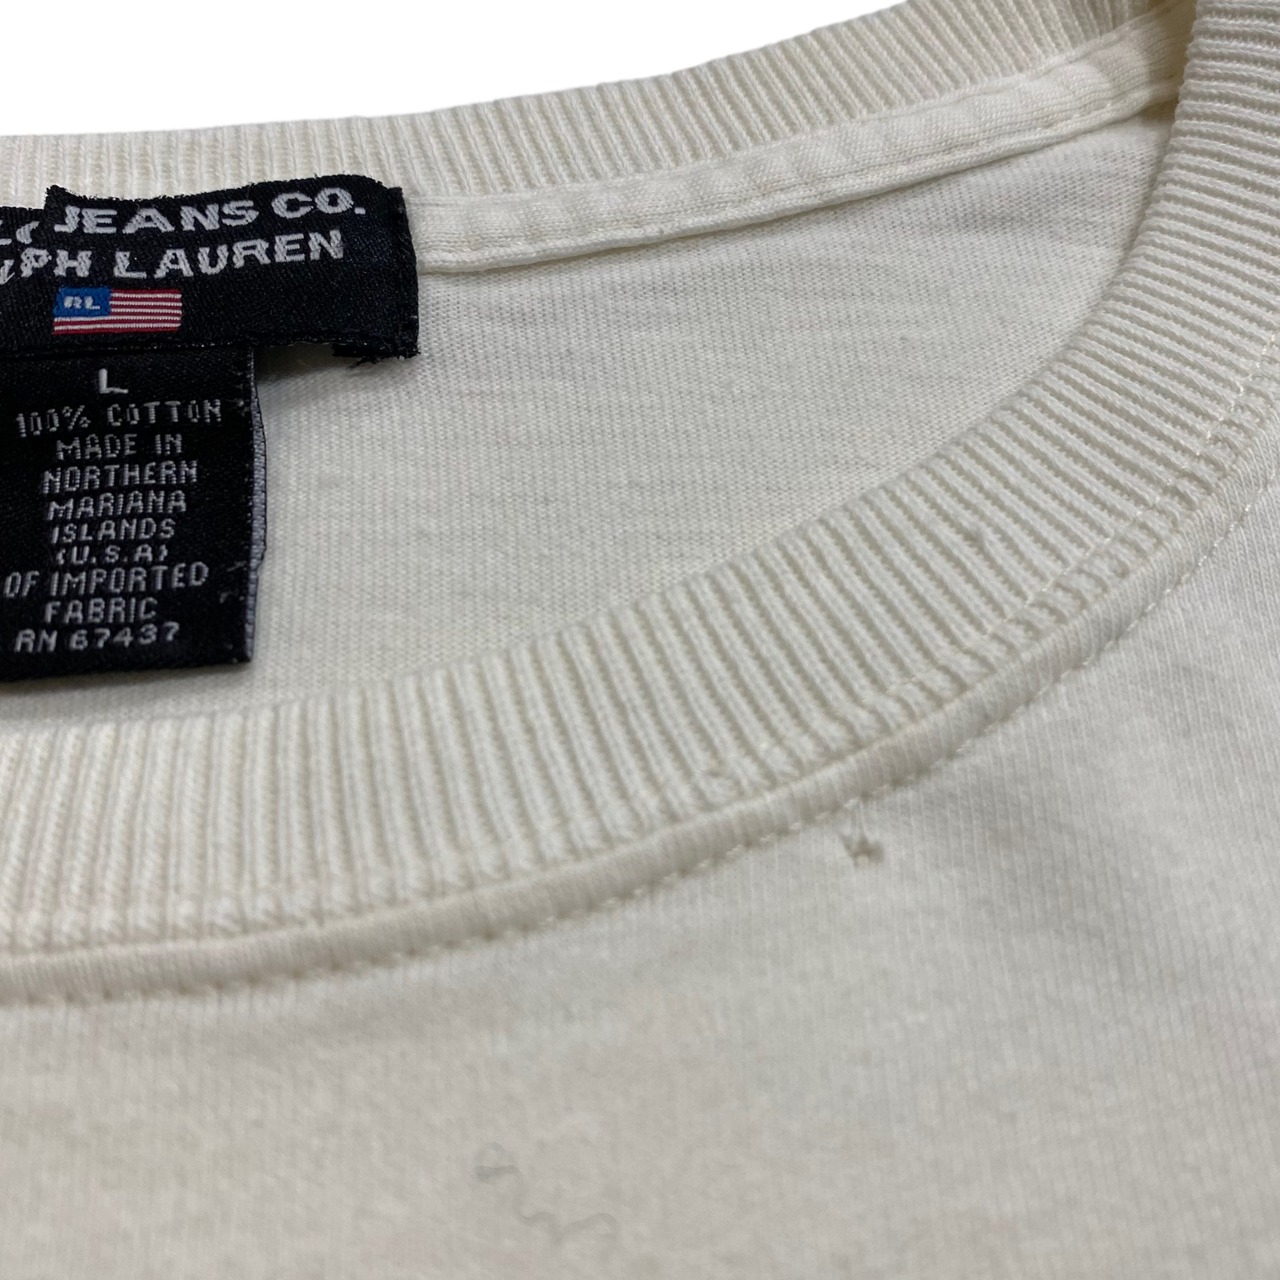 JEANS CO.
PH LAUREN
RL
L
100% COTTON
MADE IN
NORTHERN
MARIANA
ISLANDS
(U.S.A)
OF IMPORTED
FABRIC
RN 67437